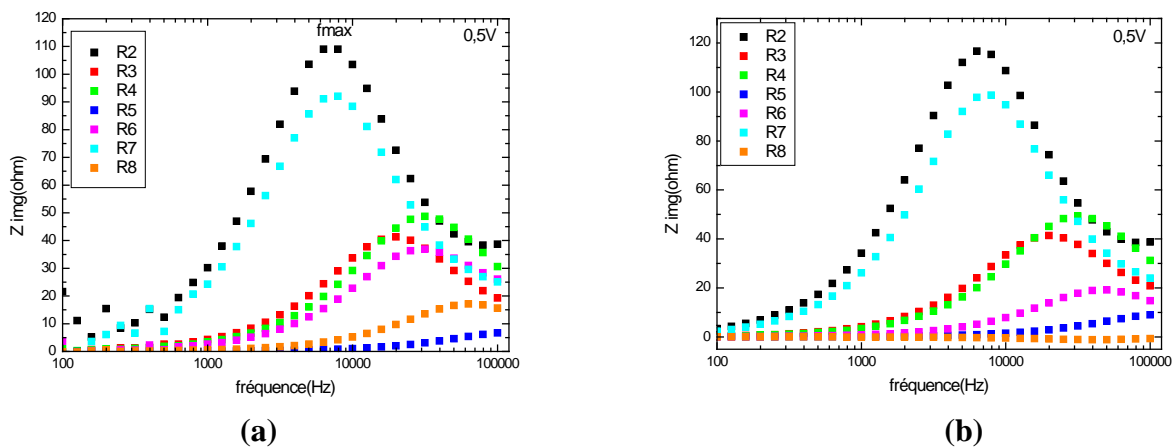 fmax
0,5V
R2
R3
R4
R5
R6
R7
R8
120
110
100
90
80
70
60
50
40
30
20
10
0
Z img(ohm)
100
1000
10000
100000
fréquence(Hz)
(a)
0,5V
R2
R3
R4
R5
R6
R7
R8
120
100
80
60
40
20
0
Z img(ohm)
100
1000
10000
100000
fréquence(Hz)
(b)